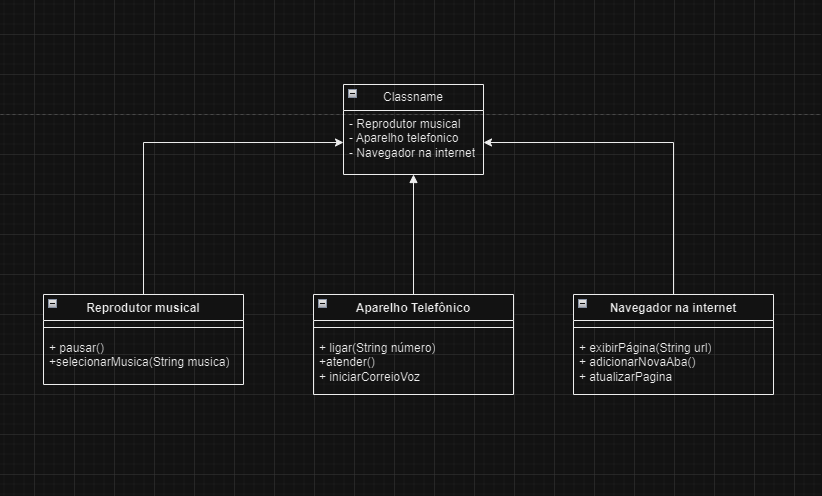 Classname
- Reprodutor musical
- Aparelho telefonico
- Navegador na internet
Reprodutor musical
+ pausar()
+selecionarMusica(String musica)
Aparelho Telefônico
+ ligar(String número)
+atender()
+ iniciarCorreioVoz
Navegador na internet
+ exibirPágina(String url)
+ adicionarNovaAba()
+ atualizarPagina